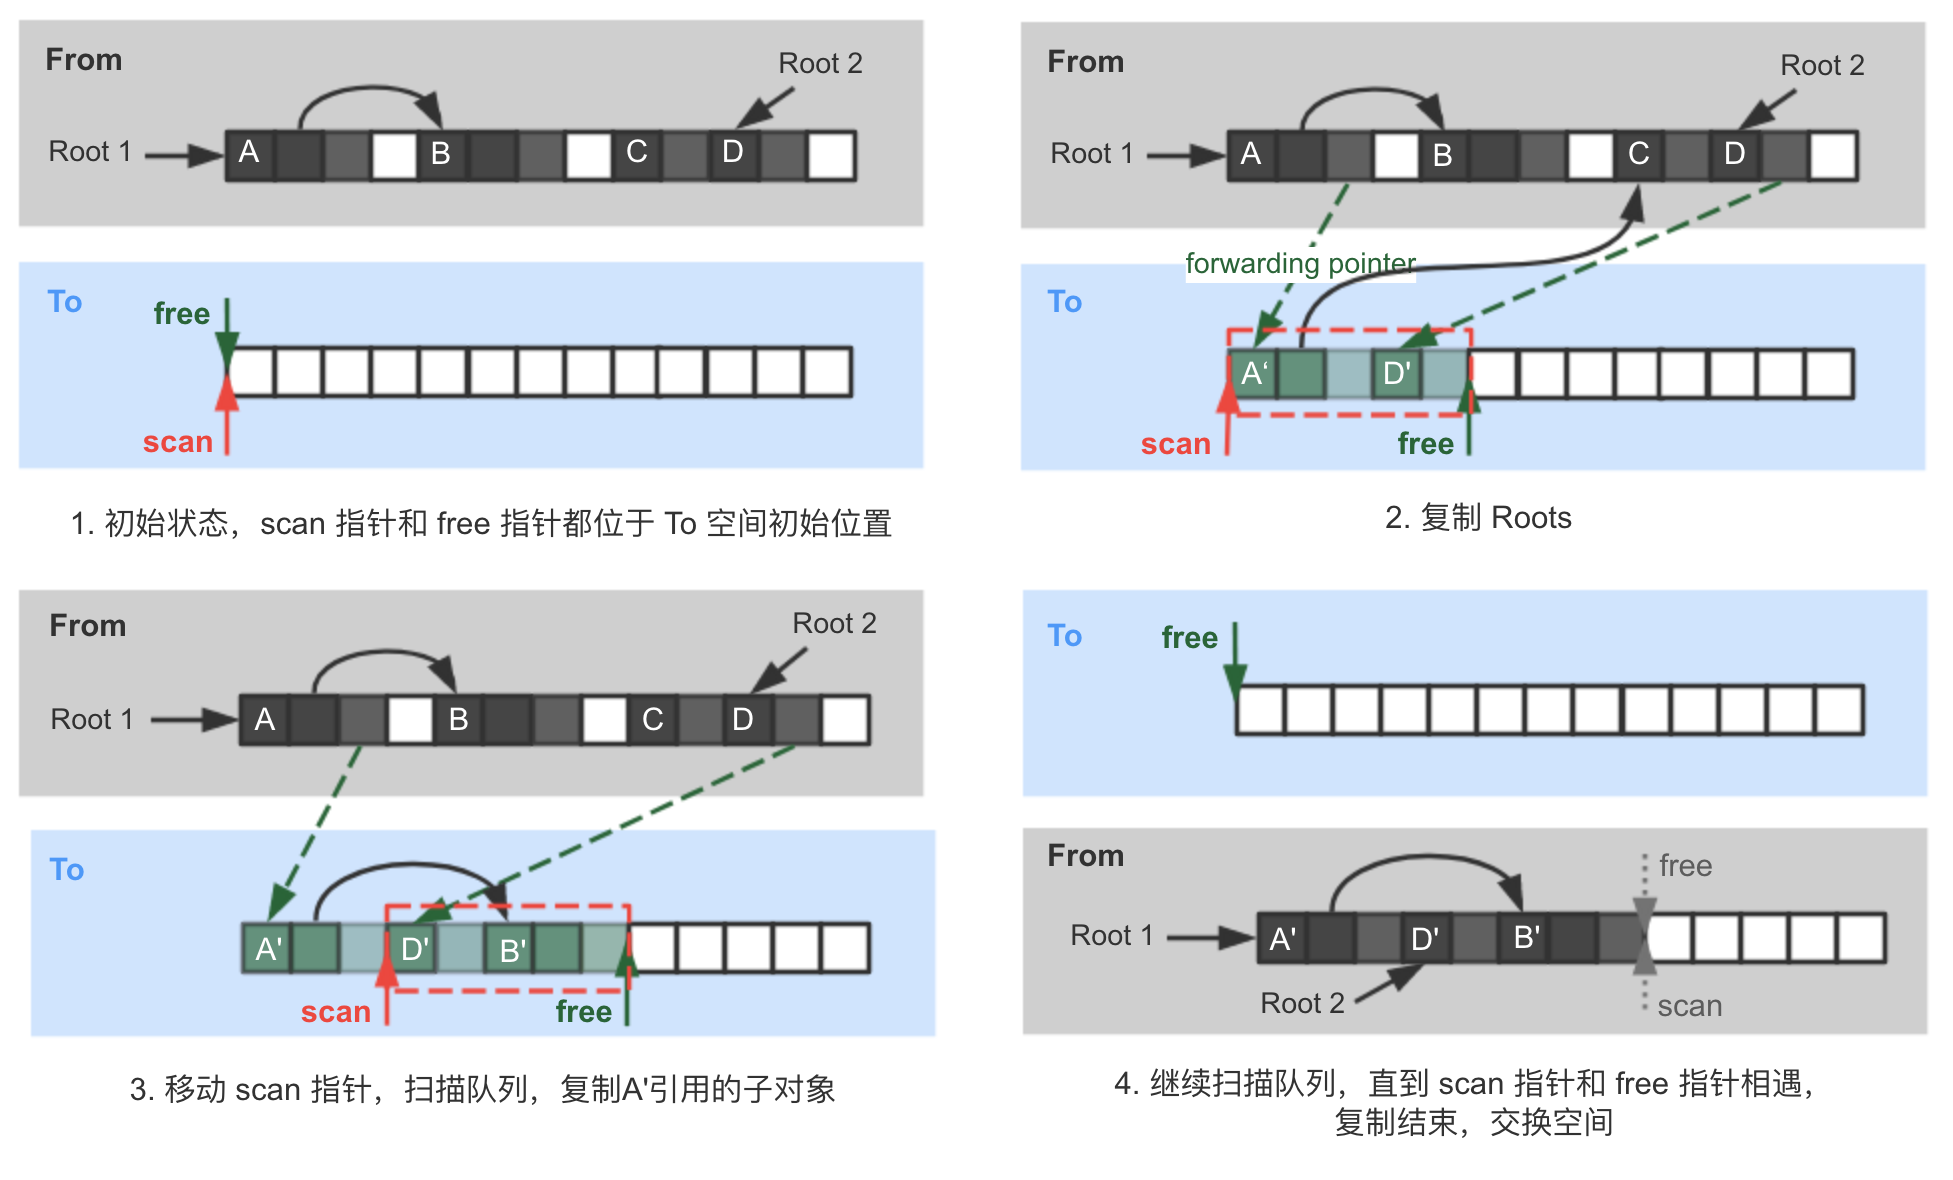 From
Root 2
Root 1
A
B
C
D
To
free
scan
1. 初始状态，scan 指针和 free 指针都位于 To 空间初始位置
From
Root 2
Root 1
A
B
C
D
forwarding pointer
To
A‘
D'
scan
free
2. 复制 Roots
From
Root 2
Root 1
A
B
C
D
To
A'
D'
B'
scan
free
3. 移动 scan 指针，扫描队列，复制A'引用的子对象
To
free
From
free
Root 1
A'
D'
B'
Root 2
scan
4. 继续扫描队列，直到 scan 指针和 free 指针相遇，
复制结束，交换空间